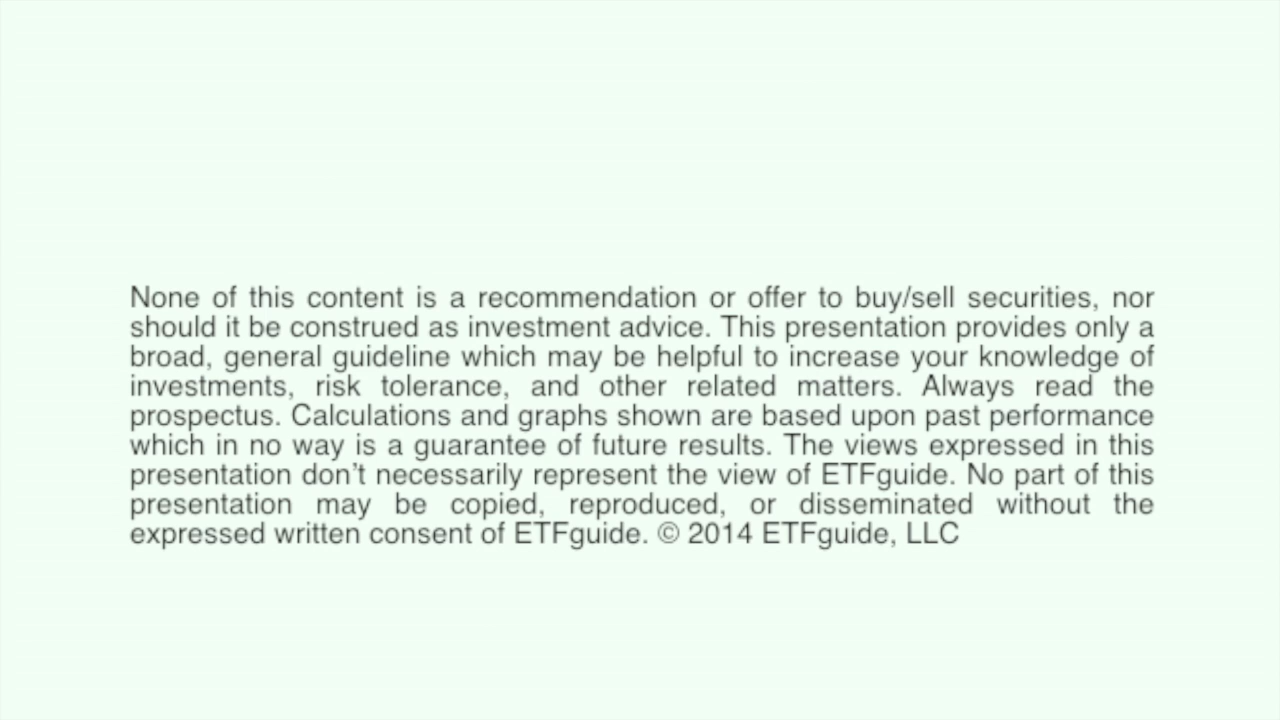 None of this content is a recommendation or offer to buy/sell securities, nor
should it be construed as investment advice. This presentation provides only a
broad, general guideline which may be helpful to increase your knowledge of
investments, risk tolerance, and other related matters. Always read the
prospectus. Calculations and graphs shown are based upon past performance
which in no way is a guarantee of future results. The views expressed in this
presentation don’t necessarily represent the view of ETFguide. No part of this
presentation may be copied, reproduced, or disseminated without the
expressed written consent of ETFguide. © 2014 ETFguide, LLC